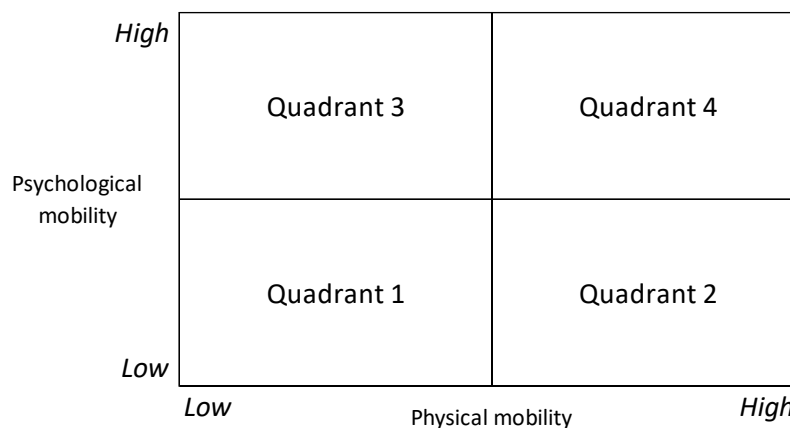 High
Quadrant 3
Quadrant 4
Psychological
mobility
Quadrant 1
Quadrant 2
Low
Low
Physical mobility
High